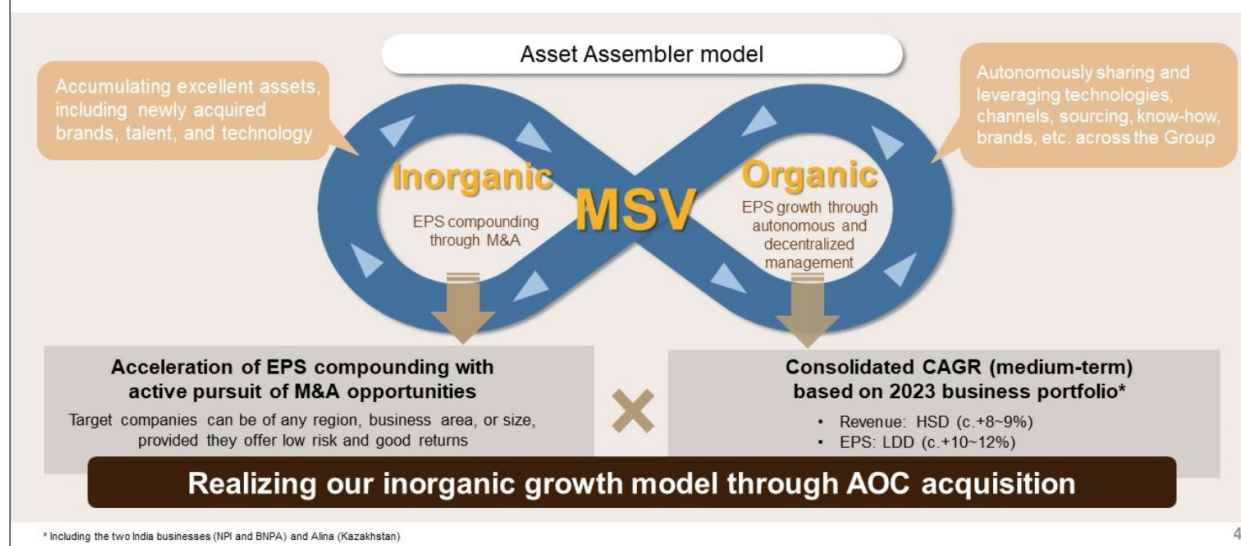 Asset Assembler model
Accumulating excellent assets,
including newly acquired
brands, talent, and technology
Autonomously sharing and
leveraging technologies,
channels, sourcing, know-how,
brands, etc. across the Group
Inorganic
EPS compounding
through M&A
MSV
Organic
EPS growth through
autonomous and
decentralized
management
Acceleration of EPS compounding with
active pursuit of M&A opportunities
Target companies can be of any region, business area, or size,
provided they offer low risk and good returns
Consolidated CAGR (medium-term)
based on 2023 business portfolio*
• Revenue: HSD (c.+8~9%)
• EPS: LDD (c.+10~12%)
Realizing our inorganic growth model through AOC acquisition
* Including the two India businesses (NPI and BNPA) and Alina (Kazakhstan)
4